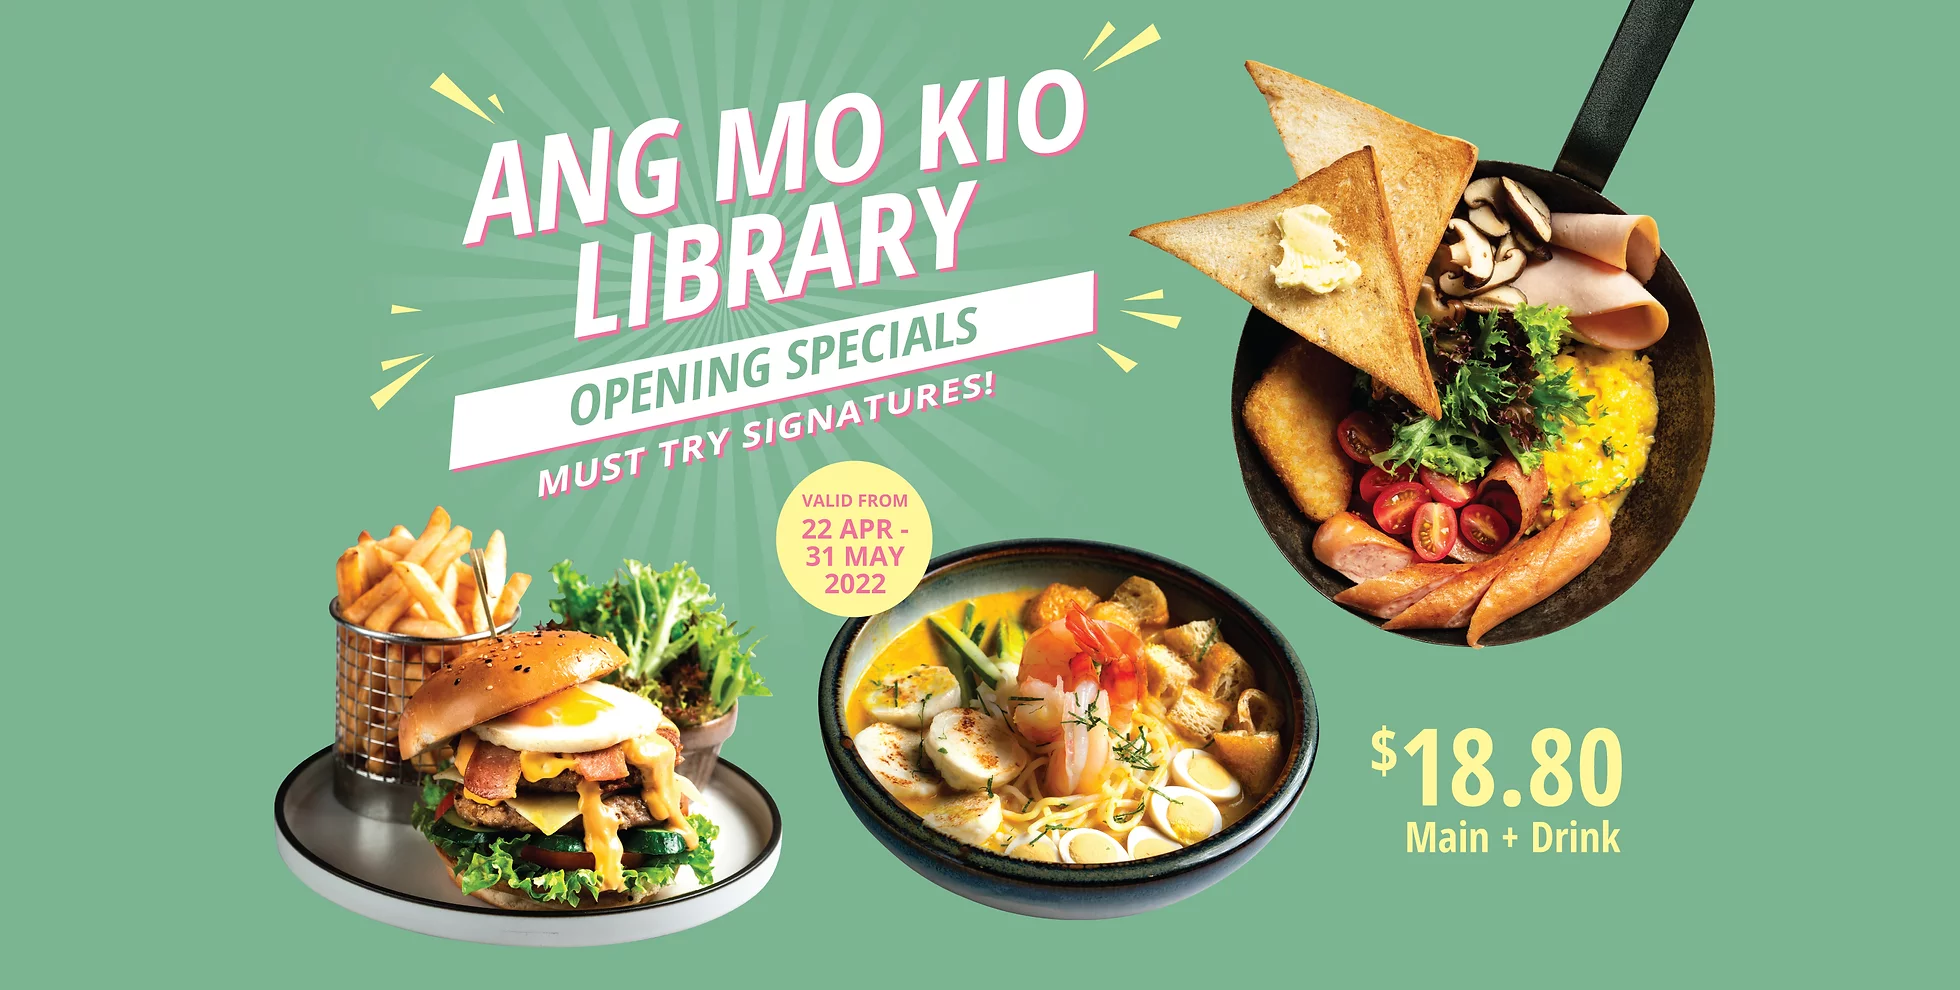 ANG MO KIO
LIBRARY
OPENING SPECIALS
MUST TRY SIGNATURES!
VALID FROM
22 APR -
31 MAY
2022
$18.80
Main + Drink